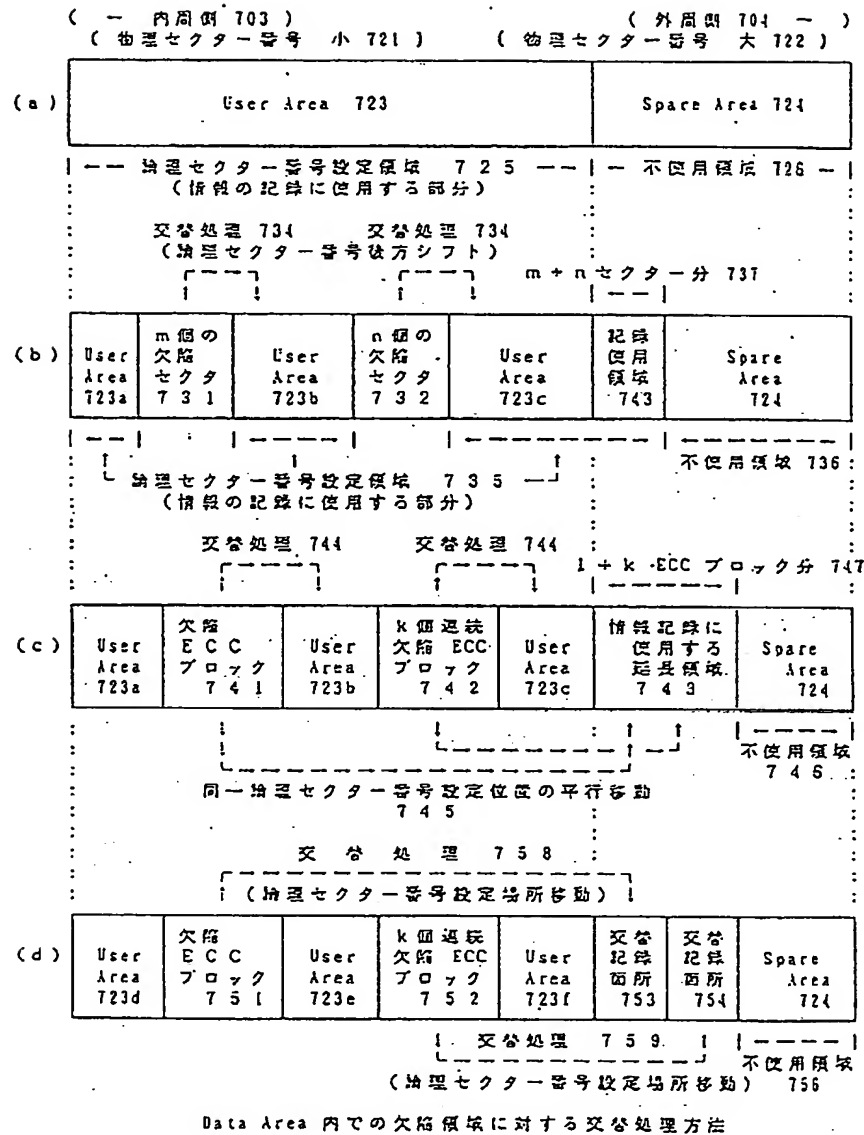 ( － 内周側 703 ) ( 外周側 704 － )
( 物理セクター番号 小 721 ) ( 物理セクター番号 大 722 )
(a) User Area 723 Spare Area 724
論理セクター番号設定領域 725 不使用領域 726
(情報の記録に使用する部分)
交替処理 734 交替処理 734
(論理セクター番号後方シフト)
m + n セクター分 737
(b)
User Area 723a
m個の欠陥セクタ 731
User Area 723b
n個の欠陥セクタ 732
User Area 723c
記録使用領域 743
Spare Area 724
不使用領域 736
論理セクター番号設定領域 735
(情報の記録に使用する部分)
交替処理 744 交替処理 744
1 + k ECC ブロック分 747
(c)
User Area 723a
欠陥ECCブロック 741
User Area 723b
k個連続欠陥 ECCブロック 742
User Area 723c
情報記録に使用する延長領域 743
Spare Area 724
不使用領域
746
同一論理セクター番号設定位置の平行移動
745
交替処理 758
(論理セクター番号設定場所移動)
(d)
User Area 723d
欠陥ECCブロック 751
User Area 723e
k個連続欠陥 ECCブロック 752
User Area 723f
交替記録箇所 753
交替記録箇所 754
Spare Area 724
交替処理 759
不使用領域
(論理セクター番号設定場所移動) 756
Data Area 内での欠陥領域に対する交替処理方法